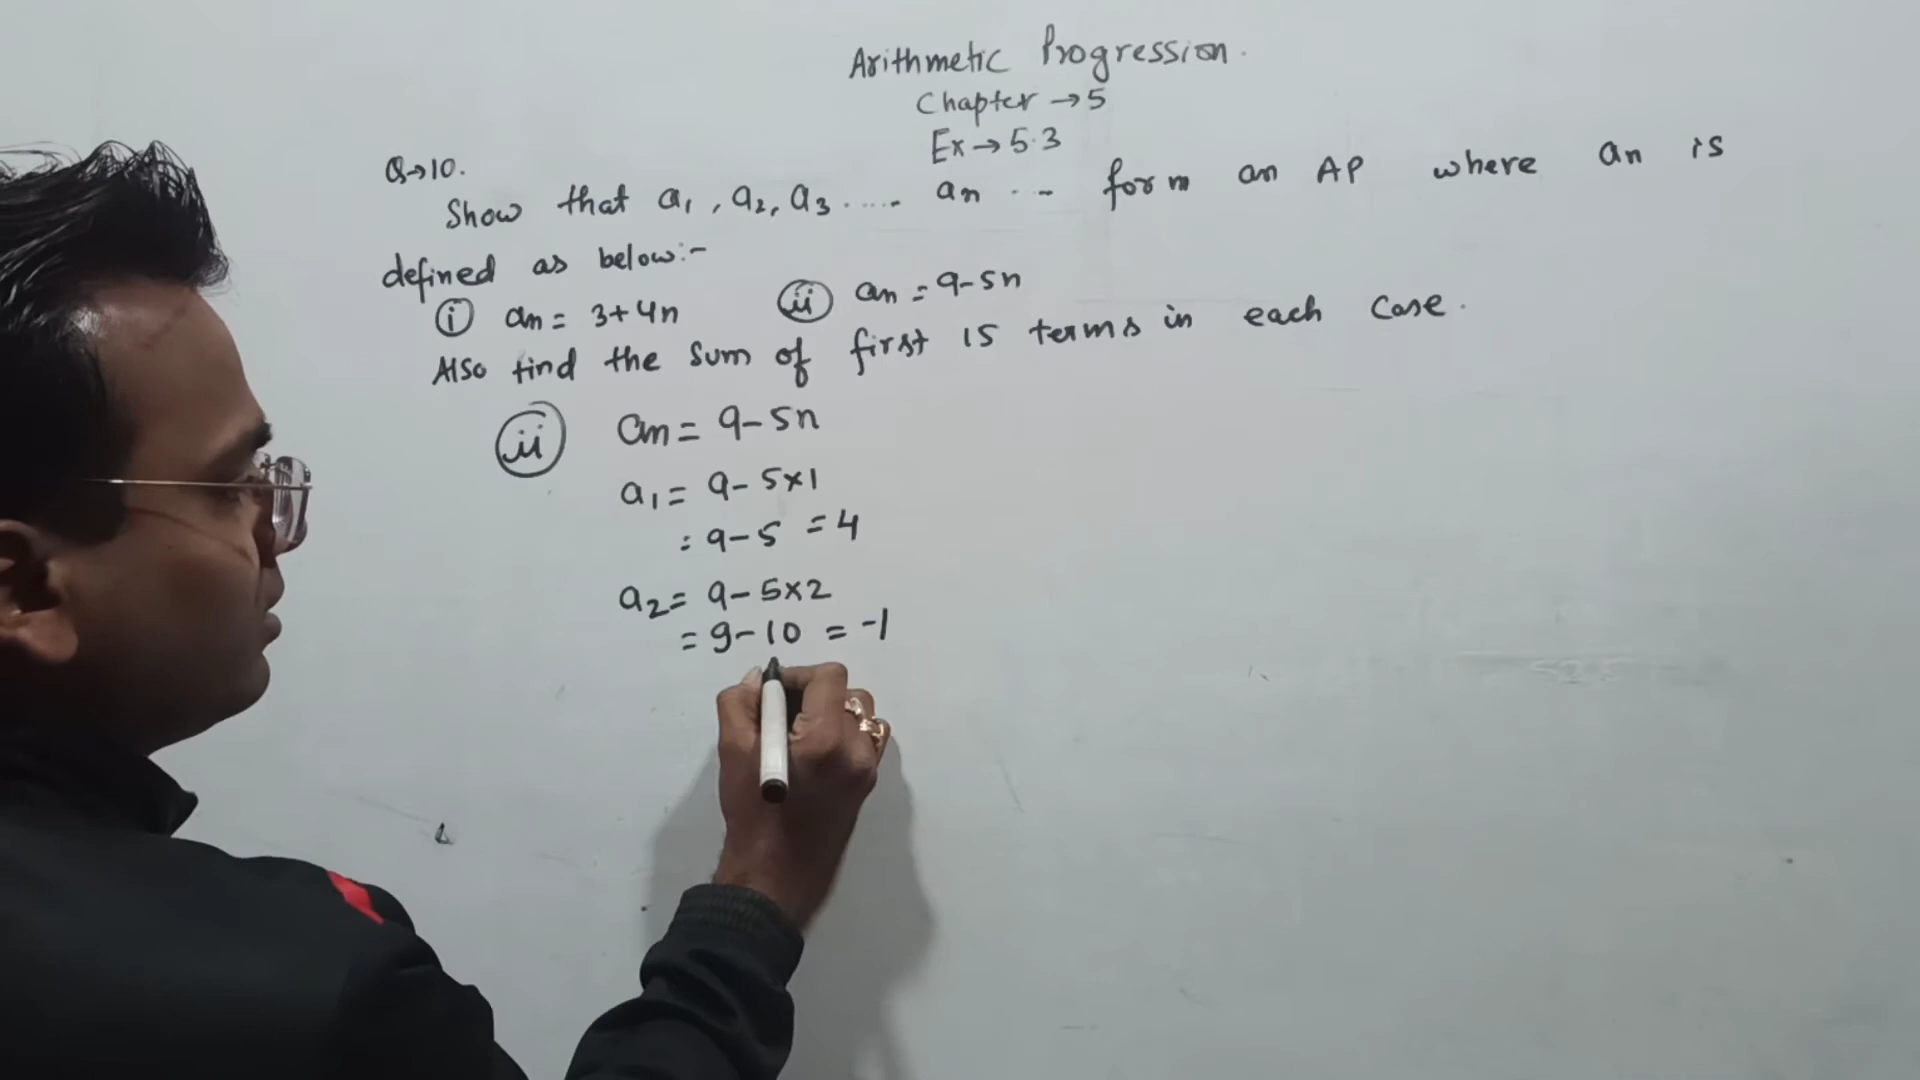 Arithmetic Progression.
Chapter → 5
Ex → 5.3
Q→10.
Show that a₁, a₂, a₃ ..... an ... form an AP where an is
defined as below:-
(i) an = 3+4n (ii) an = 9-5n
Also find the sum of first 15 terms in each case.
(ii) an = 9-5n
a₁ = 9-5×1
= 9-5 = 4
a₂ = 9-5×2
= 9-10 = -1